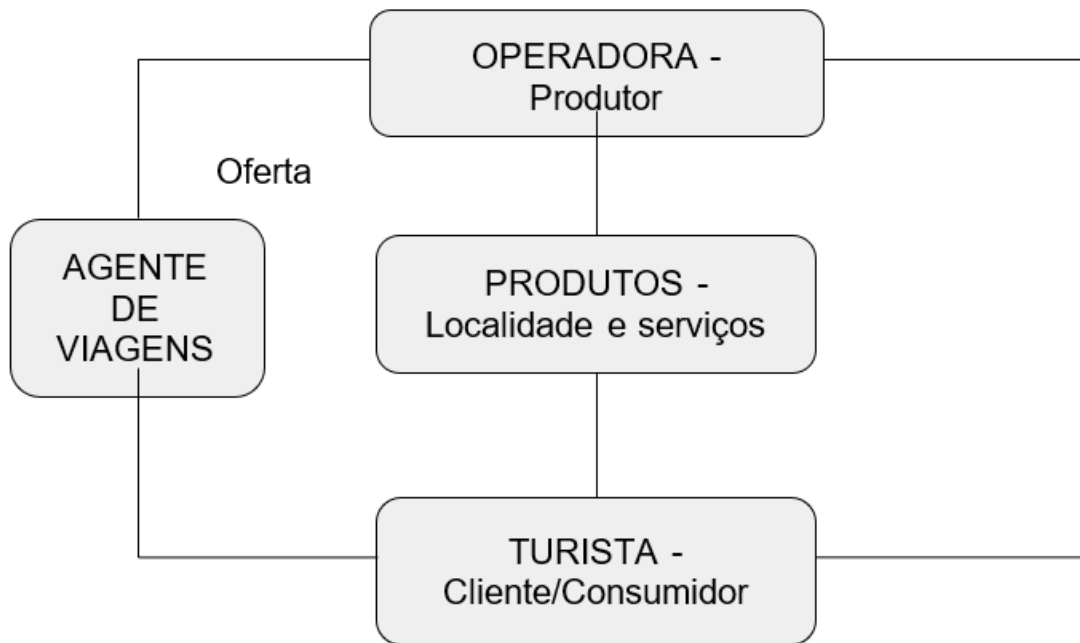 OPERADORA -
Produtor
Oferta
AGENTE
DE
VIAGENS
PRODUTOS -
Localidade e serviços
TURISTA -
Cliente/Consumidor